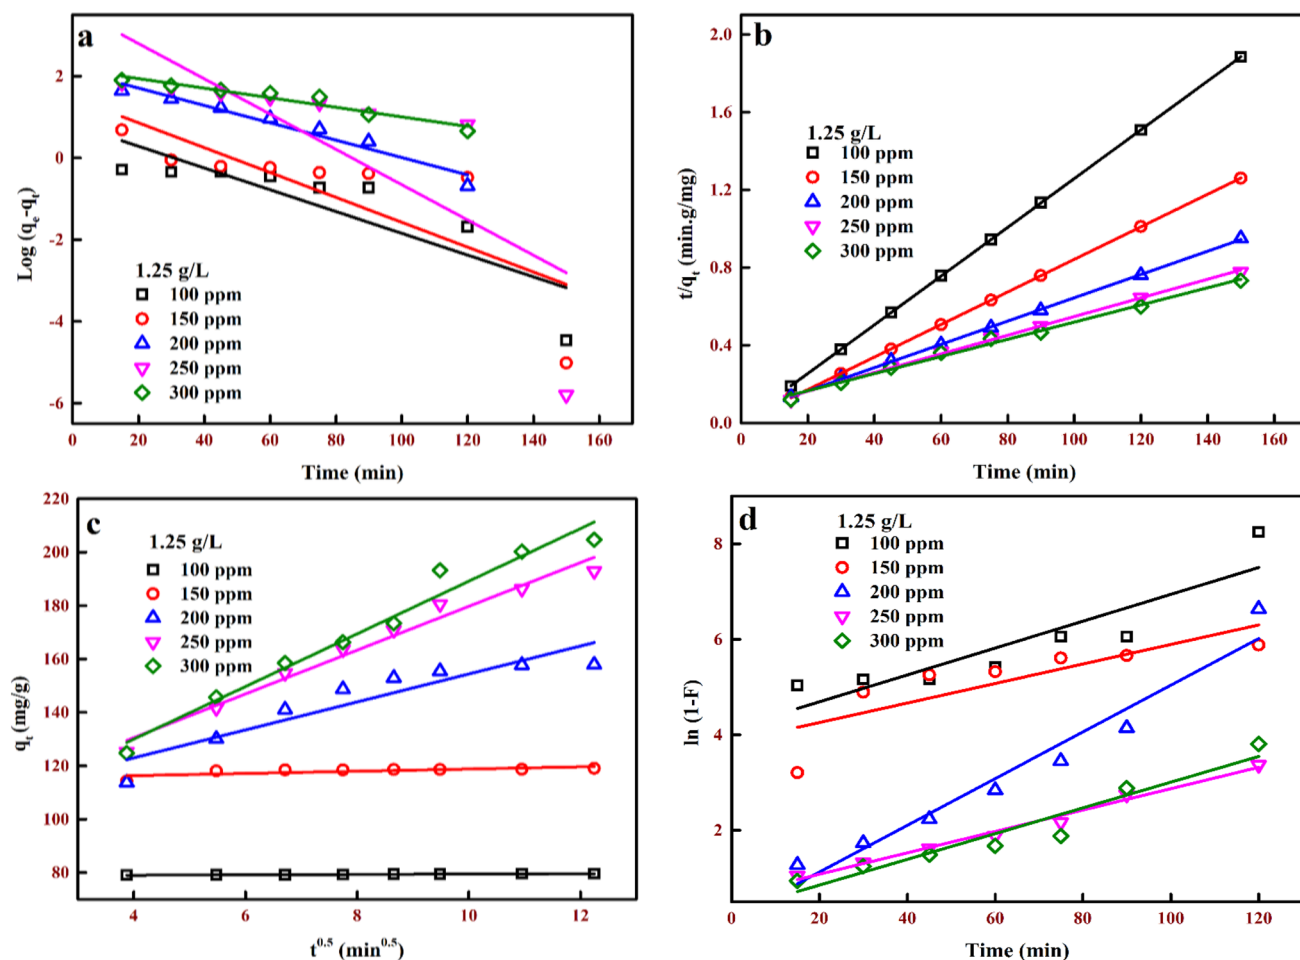 a
2
0
-2
-4
-6
Log (qe-qt)
1.25 g/L
100 ppm
150 ppm
200 ppm
250 ppm
300 ppm
0 20 40 60 80 100 120 140 160
Time (min)
b
2.0
1.6
1.2
0.8
0.4
0.0
t/qt (min.g/mg)
1.25 g/L
100 ppm
150 ppm
200 ppm
250 ppm
300 ppm
0 20 40 60 80 100 120 140 160
Time (min)
c
220
200
180
160
140
120
100
80
qt (mg/g)
1.25 g/L
100 ppm
150 ppm
200 ppm
250 ppm
300 ppm
4 6 8 10 12
t^0.5 (min^0.5)
d
8
6
4
2
ln (1-F)
1.25 g/L
100 ppm
150 ppm
200 ppm
250 ppm
300 ppm
0 20 40 60 80 100 120
Time (min)